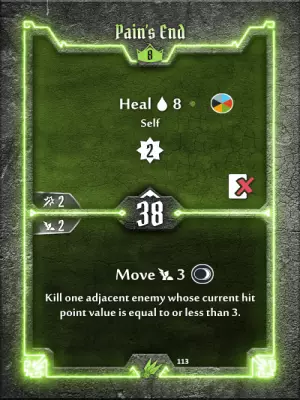 Pain's End
8
Heal 8
Self
2
2
38
2
Move 3
Kill one adjacent enemy whose current hit
point value is equal to or less than 3.
113